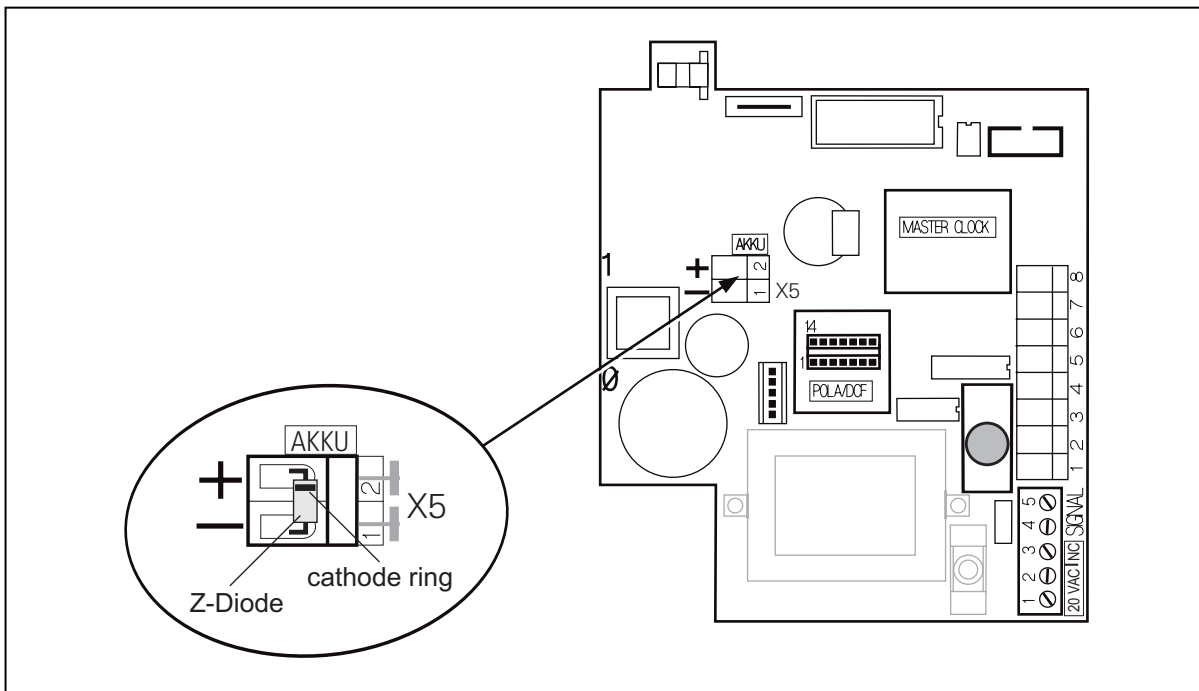 MASTER CLOCK
AKKU
+
2
−
1
X5
1
Ø
14
1
POLA/DCF
8
7
6
5
4
3
2
1
5
4
3
2
1
SIGNAL
NC
20 VAC
AKKU
+
2
−
1
X5
cathode ring
Z-Diode